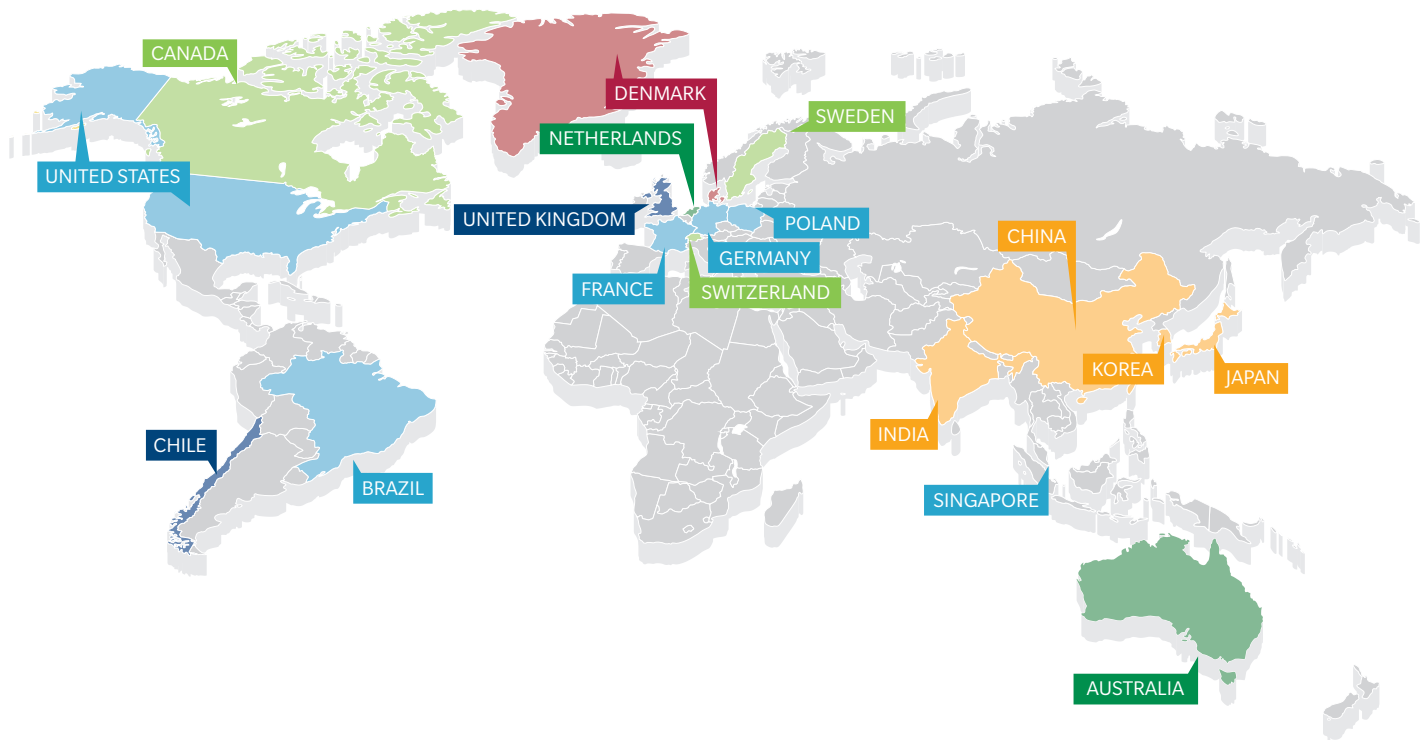 CANADA
DENMARK
SWEDEN
NETHERLANDS
UNITED STATES
UNITED KINGDOM
POLAND
CHINA
GERMANY
FRANCE
SWITZERLAND
KOREA
JAPAN
INDIA
CHILE
BRAZIL
SINGAPORE
AUSTRALIA